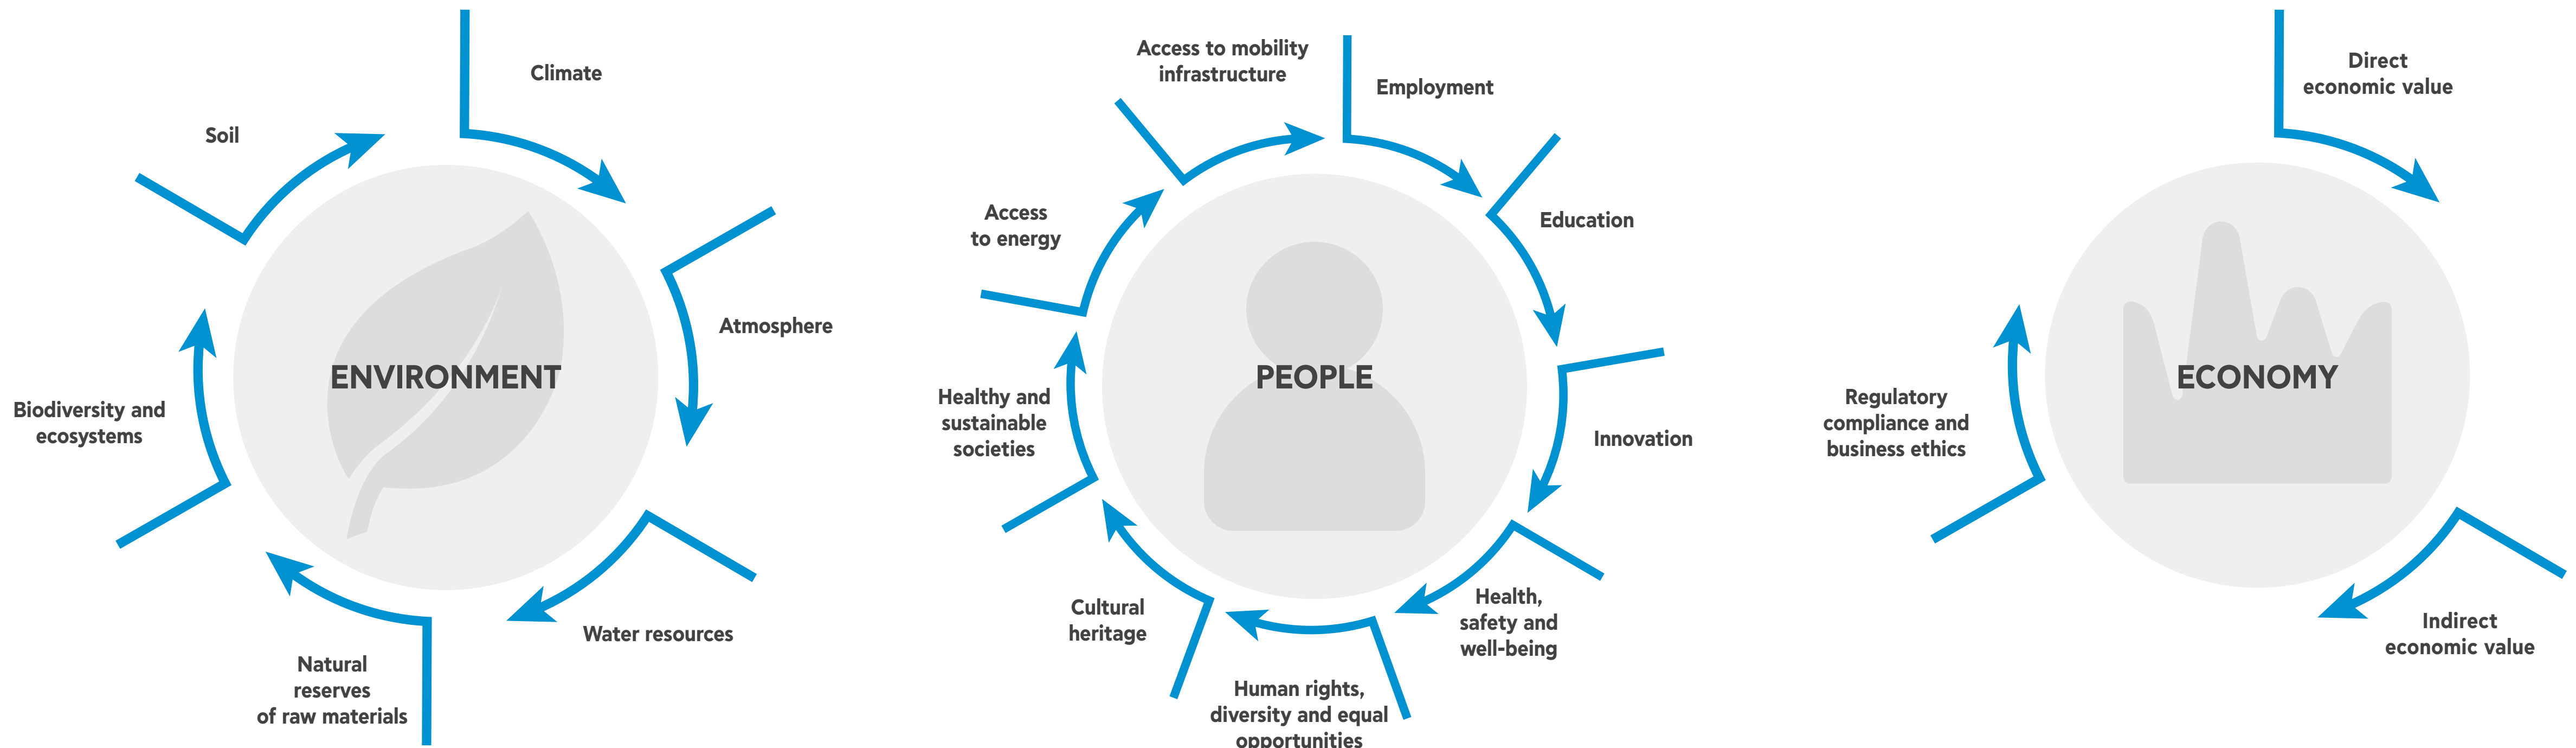 Climate
Atmosphere
Water resources
Natural
reserves
of raw materials
Biodiversity and
ecosystems
Soil
ENVIRONMENT
Employment
Education
Innovation
Health,
safety and
well-being
Human rights,
diversity and equal
opportunities
Cultural
heritage
Healthy and
sustainable
societies
Access
to energy
Access to mobility
infrastructure
PEOPLE
Direct
economic value
Indirect
economic value
Regulatory
compliance and
business ethics
ECONOMY